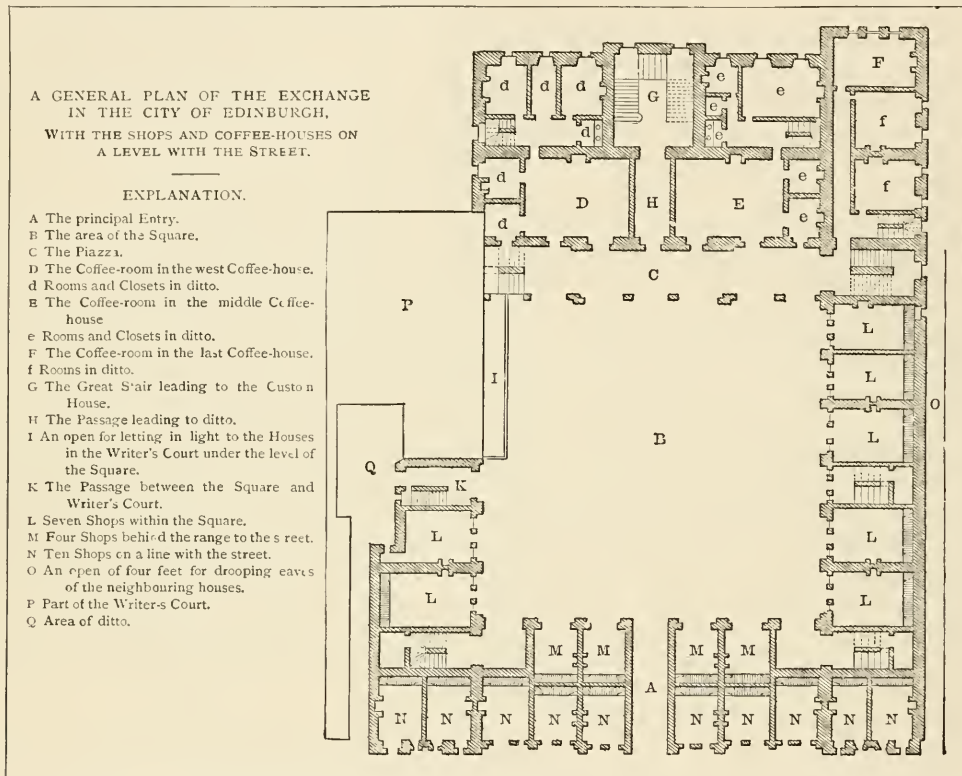 A GENERAL PLAN OF THE EXCHANGE
IN THE CITY OF EDINBURGH,
WITH THE SHOPS AND COFFEE-HOUSES ON
A LEVEL WITH THE STREET.
EXPLANATION.
A The principal Entry.
B The area of the Square.
C The Piazza.
D The Coffee-room in the west Coffee-house.
d Rooms and Closets in ditto.
E The Coffee-room in the middle Coffee-
house
e Rooms and Closets in ditto.
F The Coffee-room in the last Coffee-house.
f Rooms in ditto.
G The Great S'air leading to the Custon
House.
H The Passage leading to ditto.
I An open for letting in light to the Houses
in the Writer's Court under the level of
the Square.
K The Passage between the Square and
Writer's Court.
L Seven Shops within the Square.
M Four Shops behind the range to the s reet.
N Ten Shops on a line with the street.
O An open of four feet for drooping eaves
of the neighbouring houses.
P Part of the Writer-s Court.
Q Area of ditto.
F
d d d G e e
e
f
d e
d e f
D H E
d e
C
P L
I L O
B L
Q K
L L
L L
M M M M
A
N N N N N N N N N N